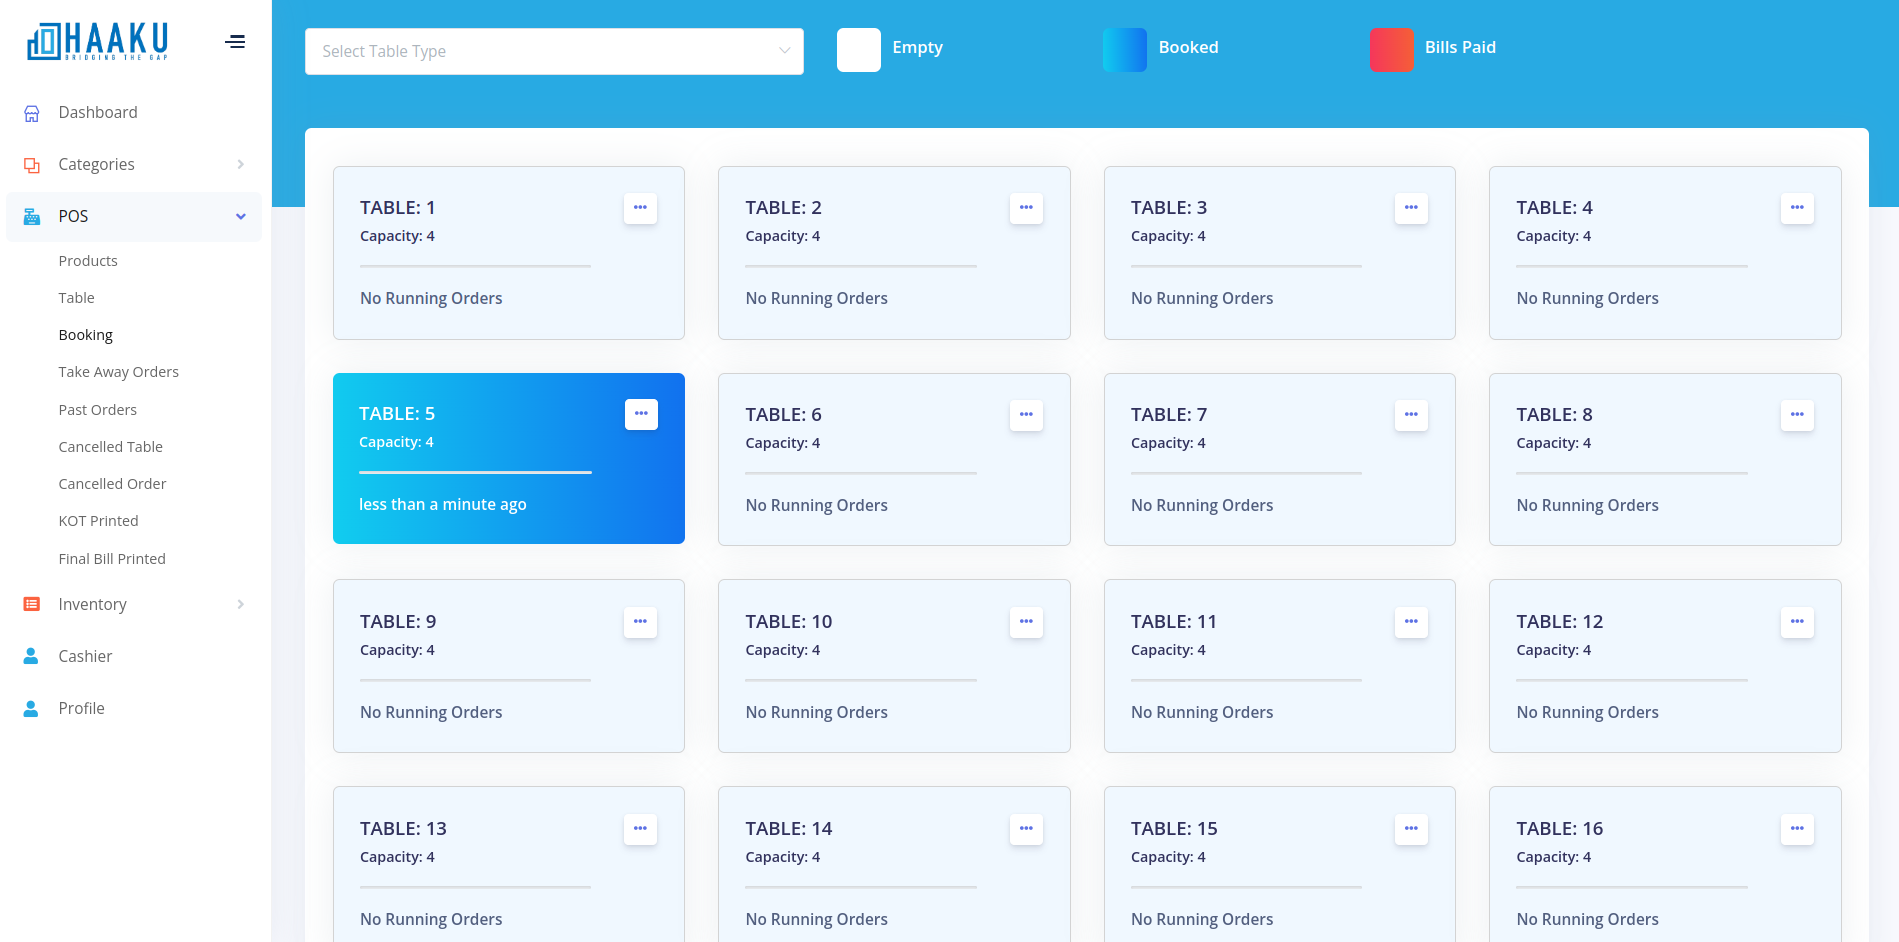 HAAKU
BRIDGING THE GAP
Dashboard
Categories
POS
Products
Table
Booking
Take Away Orders
Past Orders
Cancelled Table
Cancelled Order
KOT Printed
Final Bill Printed
Inventory
Cashier
Profile
Select Table Type
Empty
Booked
Bills Paid
TABLE: 1
Capacity: 4
No Running Orders
TABLE: 2
Capacity: 4
No Running Orders
TABLE: 3
Capacity: 4
No Running Orders
TABLE: 4
Capacity: 4
No Running Orders
TABLE: 5
Capacity: 4
less than a minute ago
TABLE: 6
Capacity: 4
No Running Orders
TABLE: 7
Capacity: 4
No Running Orders
TABLE: 8
Capacity: 4
No Running Orders
TABLE: 9
Capacity: 4
No Running Orders
TABLE: 10
Capacity: 4
No Running Orders
TABLE: 11
Capacity: 4
No Running Orders
TABLE: 12
Capacity: 4
No Running Orders
TABLE: 13
Capacity: 4
No Running Orders
TABLE: 14
Capacity: 4
No Running Orders
TABLE: 15
Capacity: 4
No Running Orders
TABLE: 16
Capacity: 4
No Running Orders